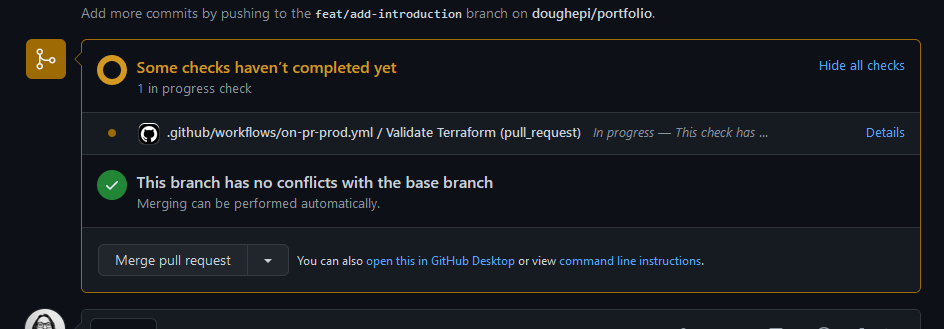 Add more commits by pushing to the feat/add-introduction branch on doughepi/portfolio.
Some checks haven't completed yet
Hide all checks
1 in progress check
.github/workflows/on-pr-prod.yml / Validate Terraform (pull_request) In progress — This check has ...
Details
This branch has no conflicts with the base branch
Merging can be performed automatically.
Merge pull request
You can also open this in GitHub Desktop or view command line instructions.